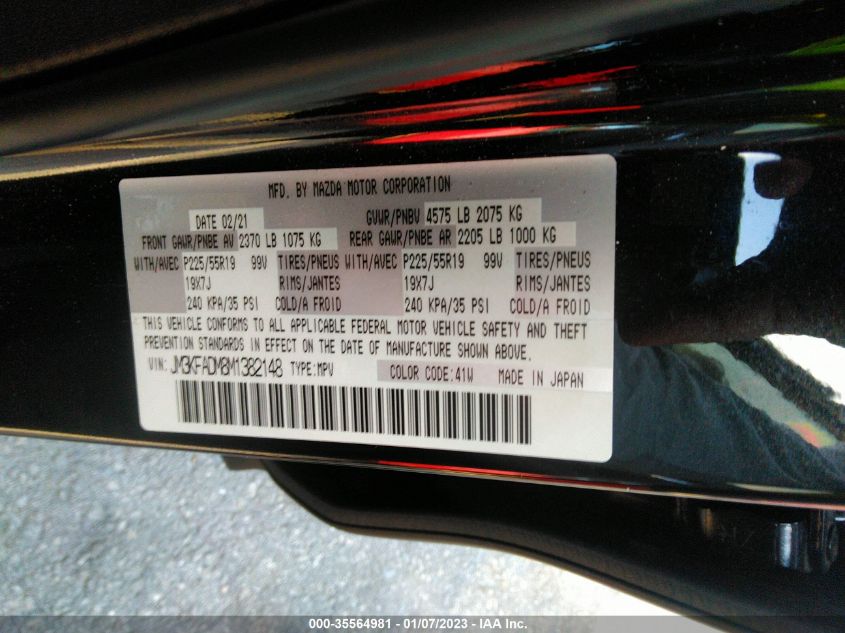 MFD. BY MAZDA MOTOR CORPORATION
DATE 02/21 GVWR/PNBV 4575 LB 2075 KG
FRONT GAWR/PNBE AV 2370 LB 1075 KG REAR GAWR/PNBE AR 2205 LB 1000 KG
WITH/AVEC P225/55R19 99V TIRES/PNEUS WITH/AVEC P225/55R19 99V TIRES/PNEUS
19X7J RIMS/JANTES 19X7J RIMS/JANTES
240 KPA/35 PSI COLD/A FROID 240 KPA/35 PSI COLD/A FROID
THIS VEHICLE CONFORMS TO ALL APPLICABLE FEDERAL MOTOR VEHICLE SAFETY AND THEFT
PREVENTION STANDARDS IN EFFECT ON THE DATE OF MANUFACTURE SHOWN ABOVE.
VIN: JM3KFADM8M1382148 TYPE:MPV COLOR CODE:41W MADE IN JAPAN
000-35564981 - 01/07/2023 - IAA Inc.